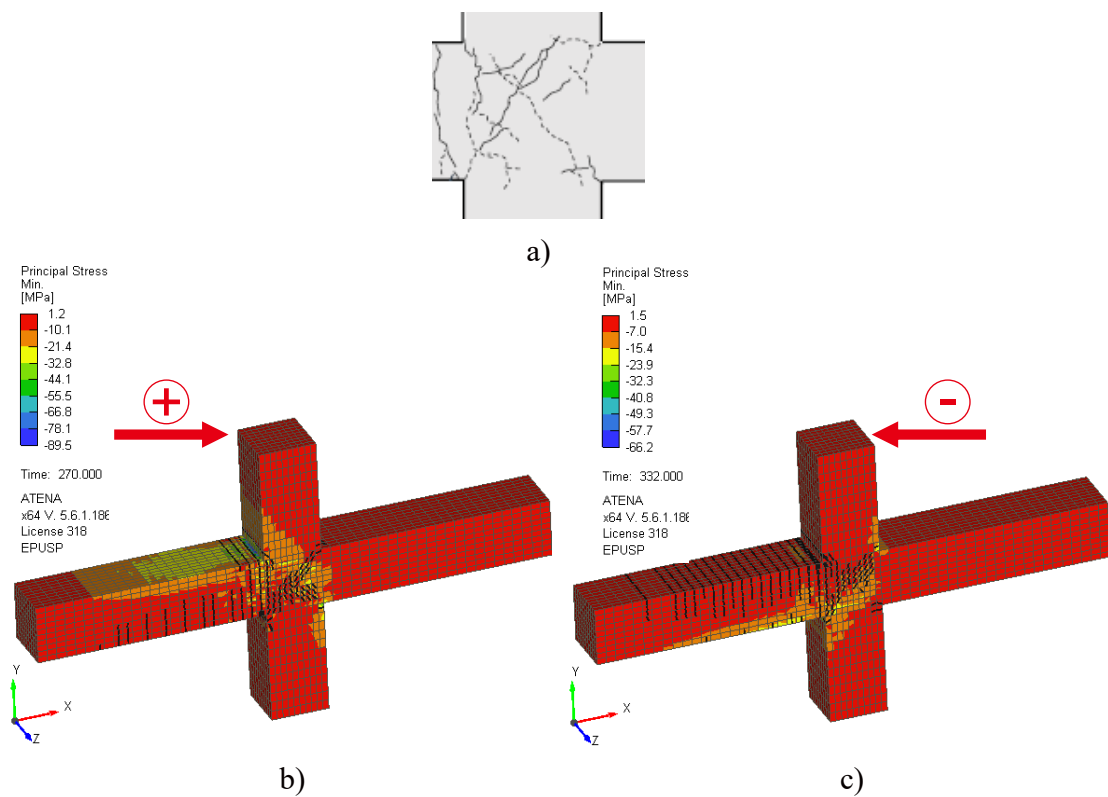 a)
Principal Stress
Min.
[MPa]
1.2
-10.1
-21.4
-32.8
-44.1
-55.5
-66.8
-78.1
-89.5
Time: 270.000
ATENA
x64 V. 5.6.1.186
License 318
EPUSP
+
Y
X
Z
b)
Principal Stress
Min.
[MPa]
1.5
-7.0
-15.4
-23.9
-32.3
-40.8
-49.3
-57.7
-66.2
Time: 332.000
ATENA
x64 V. 5.6.1.186
License 318
EPUSP
-
Y
X
Z
c)